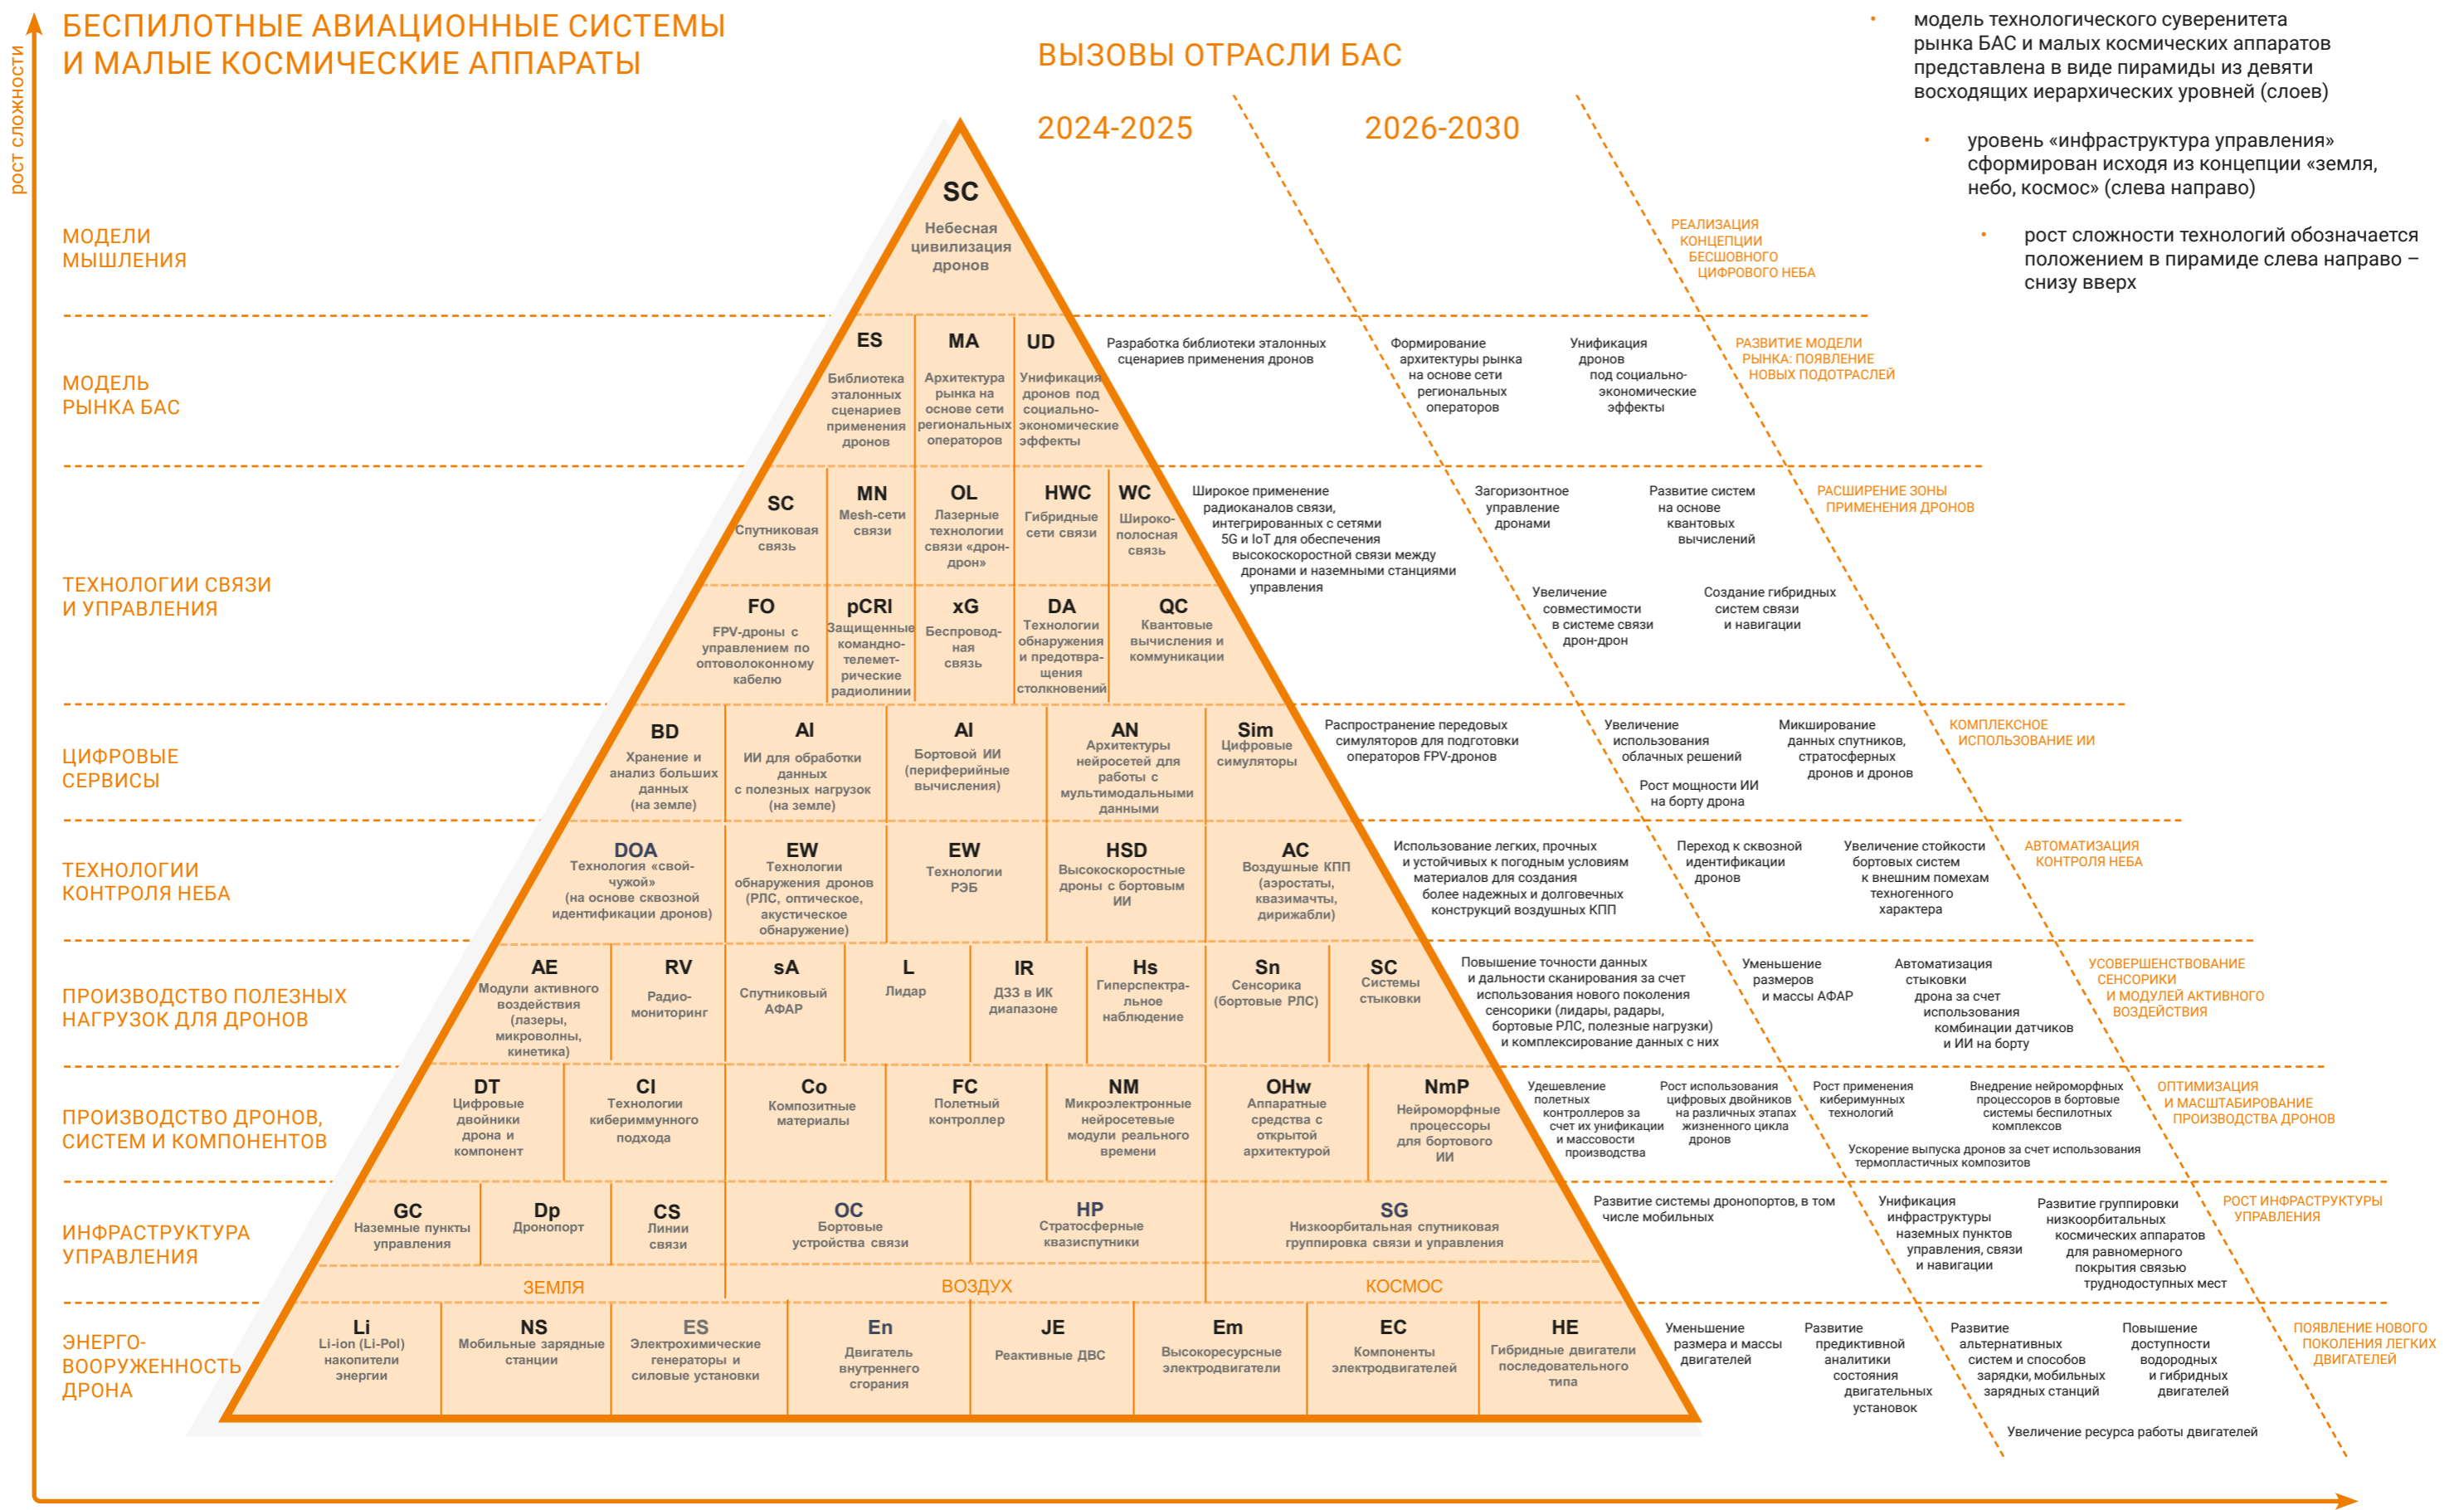 БЕСПИЛОТНЫЕ АВИАЦИОННЫЕ СИСТЕМЫ
И МАЛЫЕ КОСМИЧЕСКИЕ АППАРАТЫ
рост сложности
ВЫЗОВЫ ОТРАСЛИ БАС
2024-2025
2026-2030
• модель технологического суверенитета
рынка БАС и малых космических аппаратов
представлена в виде пирамиды из девяти
восходящих иерархических уровней (слоев)
• уровень «инфраструктура управления»
сформирован исходя из концепции «земля,
небо, космос» (слева направо)
• рост сложности технологий обозначается
положением в пирамиде слева направо –
снизу вверх
МОДЕЛИ
МЫШЛЕНИЯ
SC
Небесная
цивилизация
дронов
РЕАЛИЗАЦИЯ
КОНЦЕПЦИИ
БЕСШОВНОГО
ЦИФРОВОГО НЕБА
МОДЕЛЬ
РЫНКА БАС
ES
Библиотека
эталонных
сценариев
применения
дронов
MA
Архитектура
рынка на
основе сети
региональных
операторов
UD
Унификация
дронов под
социально-
экономические
эффекты
Разработка библиотеки эталонных
сценариев применения дронов
Формирование
архитектуры рынка
на основе сети
региональных
операторов
Унификация
дронов
под социально-
экономические
эффекты
РАЗВИТИЕ МОДЕЛИ
РЫНКА: ПОЯВЛЕНИЕ
НОВЫХ ПОДОТРАСЛЕЙ
ТЕХНОЛОГИИ СВЯЗИ
И УПРАВЛЕНИЯ
SC
Спутниковая
связь
MN
Mesh-сети
связи
OL
Лазерные
технологии
связи «дрон-
дрон»
HWC
Гибридные
сети связи
WC
Широко-
полосная
связь
FO
FPV-дроны с
управлением по
оптоволоконному
кабелю
pCRI
Защищенные
командно-
телемет-
рические
радиолинии
xG
Беспровод-
ная
связь
DA
Технологии
обнаружения
и предотвра-
щения
столкновений
QC
Квантовые
вычисления и
коммуникации
Широкое применение
радиоканалов связи,
интегрированных с сетями
5G и IoT для обеспечения
высокоскоростной связи между
дронами и наземными станциями
управления
Загоризонтное
управление
дронами
Развитие систем
на основе
квантовых
вычислений
Увеличение
совместимости
в системе связи
дрон-дрон
Создание гибридных
систем связи
и навигации
РАСШИРЕНИЕ ЗОНЫ
ПРИМЕНЕНИЯ ДРОНОВ
ЦИФРОВЫЕ
СЕРВИСЫ
BD
Хранение и
анализ больших
данных
(на земле)
AI
ИИ для обработки
данных
с полезных нагрузок
(на земле)
AI
Бортовой ИИ
(периферийные
вычисления)
AN
Архитектуры
нейросетей для
работы с
мультимодальными
данными
Sim
Цифровые
симуляторы
Распространение передовых
симуляторов для подготовки
операторов FPV-дронов
Увеличение
использования
облачных решений
Рост мощности ИИ
на борту дрона
Микширование
данных спутников,
стратосферных
дронов и дронов
КОМПЛЕКСНОЕ
ИСПОЛЬЗОВАНИЕ ИИ
ТЕХНОЛОГИИ
КОНТРОЛЯ НЕБА
DOA
Технология «свой-
чужой»
(на основе сквозной
идентификации дронов)
EW
Технологии
обнаружения дронов
(РЛС, оптическое,
акустическое
обнаружение)
EW
Технологии
РЭБ
HSD
Высокоскоростные
дроны с бортовым
ИИ
AC
Воздушные КПП
(аэростаты,
квазимачты,
дирижабли)
Использование легких, прочных
и устойчивых к погодным условиям
материалов для создания
более надежных и долговечных
конструкций воздушных КПП
Переход к сквозной
идентификации
дронов
Увеличение стойкости
бортовых систем
к внешним помехам
техногенного
характера
АВТОМАТИЗАЦИЯ
КОНТРОЛЯ НЕБА
ПРОИЗВОДСТВО ПОЛЕЗНЫХ
НАГРУЗОК ДЛЯ ДРОНОВ
AE
Модули активного
воздействия
(лазеры,
микроволны,
кинетика)
RV
Радио-
мониторинг
sA
Спутниковый
АФАР
L
Лидар
IR
ДЗЗ в ИК
диапазоне
Hs
Гиперспектра-
льное
наблюдение
Sn
Сенсорика
(бортовые РЛС)
SC
Системы
стыковки
Повышение точности данных
и дальности сканирования за счет
использования нового поколения
сенсорики (лидары, радары,
бортовые РЛС, полезные нагрузки)
и комплексирование данных с них
Уменьшение
размеров
и массы АФАР
Автоматизация
стыковки
дрона за счет
использования
комбинации датчиков
и ИИ на борту
УСОВЕРШЕНСТВОВАНИЕ
СЕНСОРИКИ
И МОДУЛЕЙ АКТИВНОГО
ВОЗДЕЙСТВИЯ
ПРОИЗВОДСТВО ДРОНОВ,
СИСТЕМ И КОМПОНЕНТОВ
DT
Цифровые
двойники
дрона и
компонент
CI
Технологии
кибериммунного
подхода
Co
Композитные
материалы
FC
Полетный
контроллер
NM
Микроэлектронные
нейросетевые
модули реального
времени
OHw
Аппаратные
средства с
открытой
архитектурой
NmP
Нейроморфные
процессоры
для бортового
ИИ
Удешевление
полетных
контроллеров за
счет их унификации
и массовости
производства
Рост использования
цифровых двойников
на различных этапах
жизненного цикла
дронов
Рост применения
кибериммунных
технологий
Внедрение нейроморфных
процессоров в бортовые
системы беспилотных
комплексов
Ускорение выпуска дронов за счет использования
термопластичных композитов
ОПТИМИЗАЦИЯ
И МАСШТАБИРОВАНИЕ
ПРОИЗВОДСТВА ДРОНОВ
ИНФРАСТРУКТУРА
УПРАВЛЕНИЯ
GC
Наземные пункты
управления
Dp
Дронопорт
CS
Линии
связи
OC
Бортовые
устройства связи
HP
Стратосферные
квазиспутники
SG
Низкоорбитальная спутниковая
группировка связи и управления
ЗЕМЛЯ
ВОЗДУХ
КОСМОС
Развитие системы дронопортов, в том
числе мобильных
Унификация
инфраструктуры
наземных пунктов
управления, связи
и навигации
Развитие группировки
низкоорбитальных
космических аппаратов
для равномерного
покрытия связью
труднодоступных мест
РОСТ ИНФРАСТРУКТУРЫ
УПРАВЛЕНИЯ
ЭНЕРГО-
ВООРУЖЕННОСТЬ
ДРОНА
Li
Li-ion (Li-Pol)
накопители
энергии
NS
Мобильные зарядные
станции
ES
Электрохимические
генераторы и
силовые установки
En
Двигатель
внутреннего
сгорания
JE
Реактивные ДВС
Em
Высокоресурсные
электродвигатели
EC
Компоненты
электродвигателей
HE
Гибридные двигатели
последовательного
типа
Уменьшение
размера и массы
двигателей
Развитие
предиктивной
аналитики
состояния
двигательных
установок
Развитие
альтернативных
систем и способов
зарядки, мобильных
зарядных станций
Повышение
доступности
водородных
и гибридных
двигателей
Увеличение ресурса работы двигателей
ПОЯВЛЕНИЕ НОВОГО
ПОКОЛЕНИЯ ЛЕГКИХ
ДВИГАТЕЛЕЙ